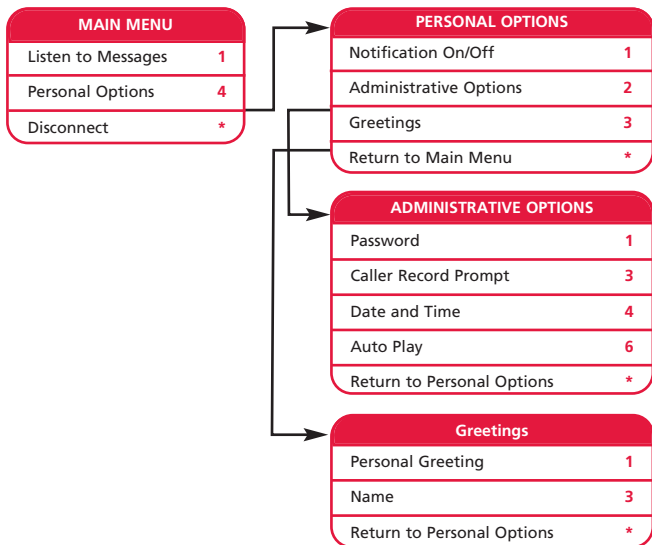 MAIN MENU
Listen to Messages 1
Personal Options 4
Disconnect *
PERSONAL OPTIONS
Notification On/Off 1
Administrative Options 2
Greetings 3
Return to Main Menu *
ADMINISTRATIVE OPTIONS
Password 1
Caller Record Prompt 3
Date and Time 4
Auto Play 6
Return to Personal Options *
Greetings
Personal Greeting 1
Name 3
Return to Personal Options *